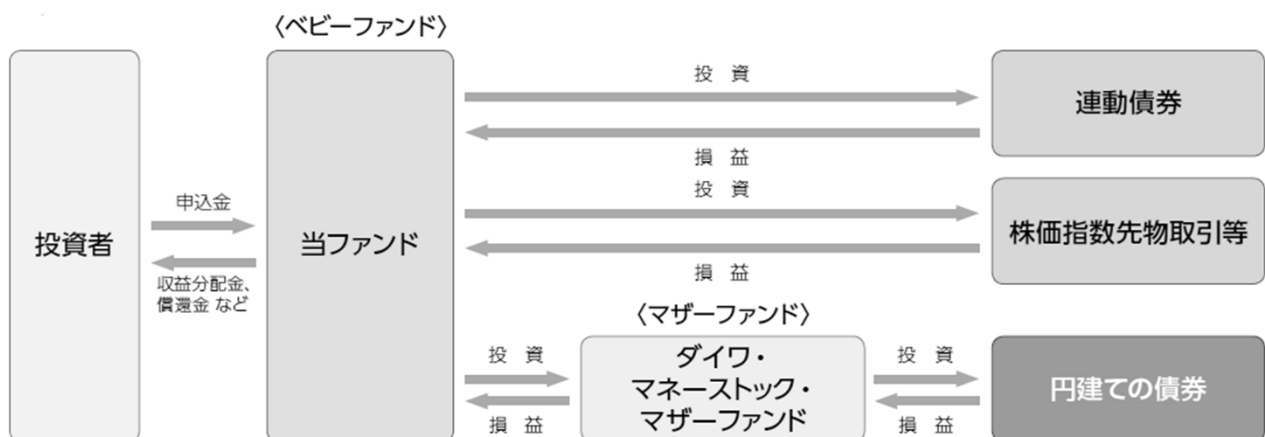 〈ベビーファンド〉
投資者
申込金
収益分配金、
償還金 など
当ファンド
投 資
損 益
連動債券
投 資
損 益
株価指数先物取引等
〈マザーファンド〉
投 資
損 益
ダイワ・
マネーストック・
マザーファンド
投 資
損 益
円建ての債券